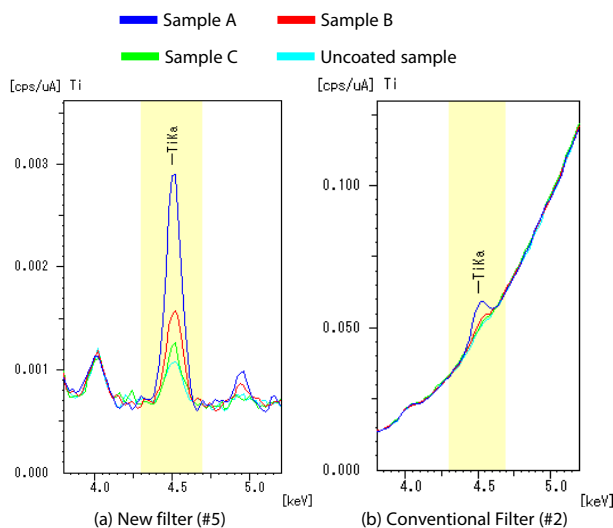 Sample A
Sample B
Sample C
Uncoated sample
[cps/uA] Ti
0.003
0.002
0.001
0.000
TiKa
4.0
4.5
5.0
[keV]
(a) New filter (#5)
[cps/uA] Ti
0.100
0.050
0.000
TiKa
4.0
4.5
5.0
[keV]
(b) Conventional Filter (#2)